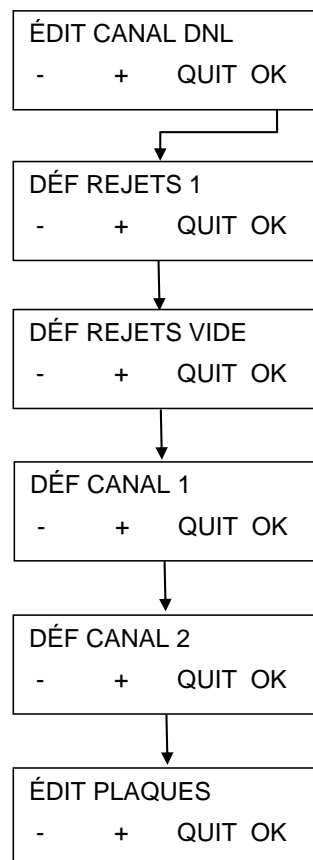 ÉDIT CANAL DNL
- + QUIT OK
DÉF REJETS 1
- + QUIT OK
DÉF REJETS VIDE
- + QUIT OK
DÉF CANAL 1
- + QUIT OK
DÉF CANAL 2
- + QUIT OK
ÉDIT PLAQUES
- + QUIT OK